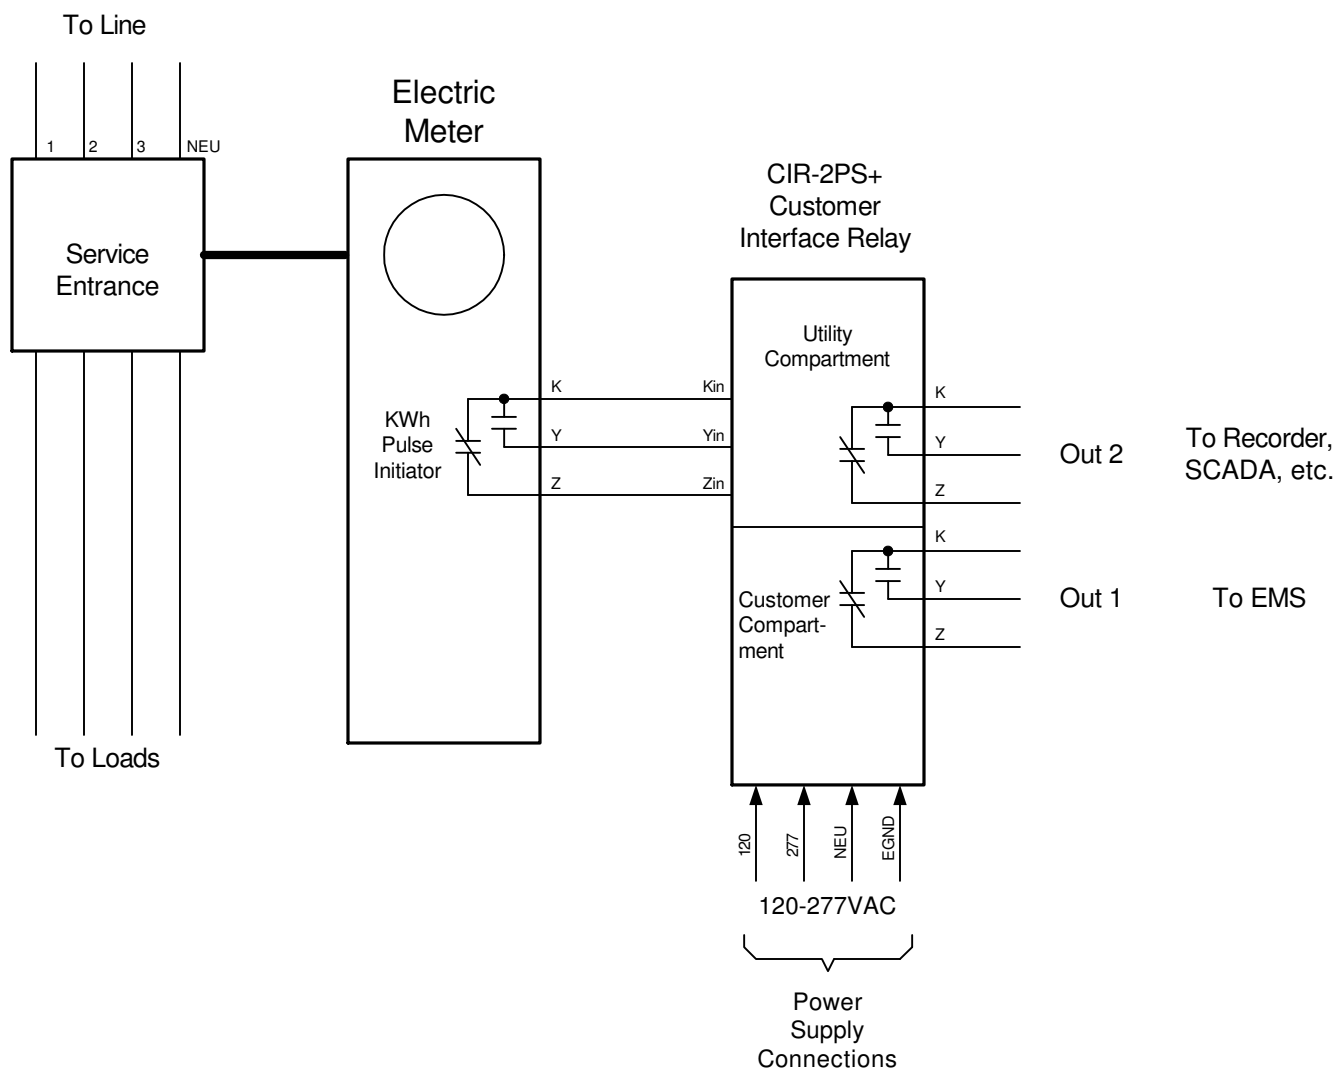 To Line
1
2
3
NEU
Service
Entrance
To Loads
Electric
Meter
KWh
Pulse
Initiator
K
Y
Z
Kin
Yin
Zin
CIR-2PS+
Customer
Interface Relay
Utility
Compartment
K
Y
Z
Out 2
To Recorder,
SCADA, etc.
Customer
Compart-
ment
K
Y
Z
Out 1
To EMS
120
277
NEU
EGND
120-277VAC
Power
Supply
Connections